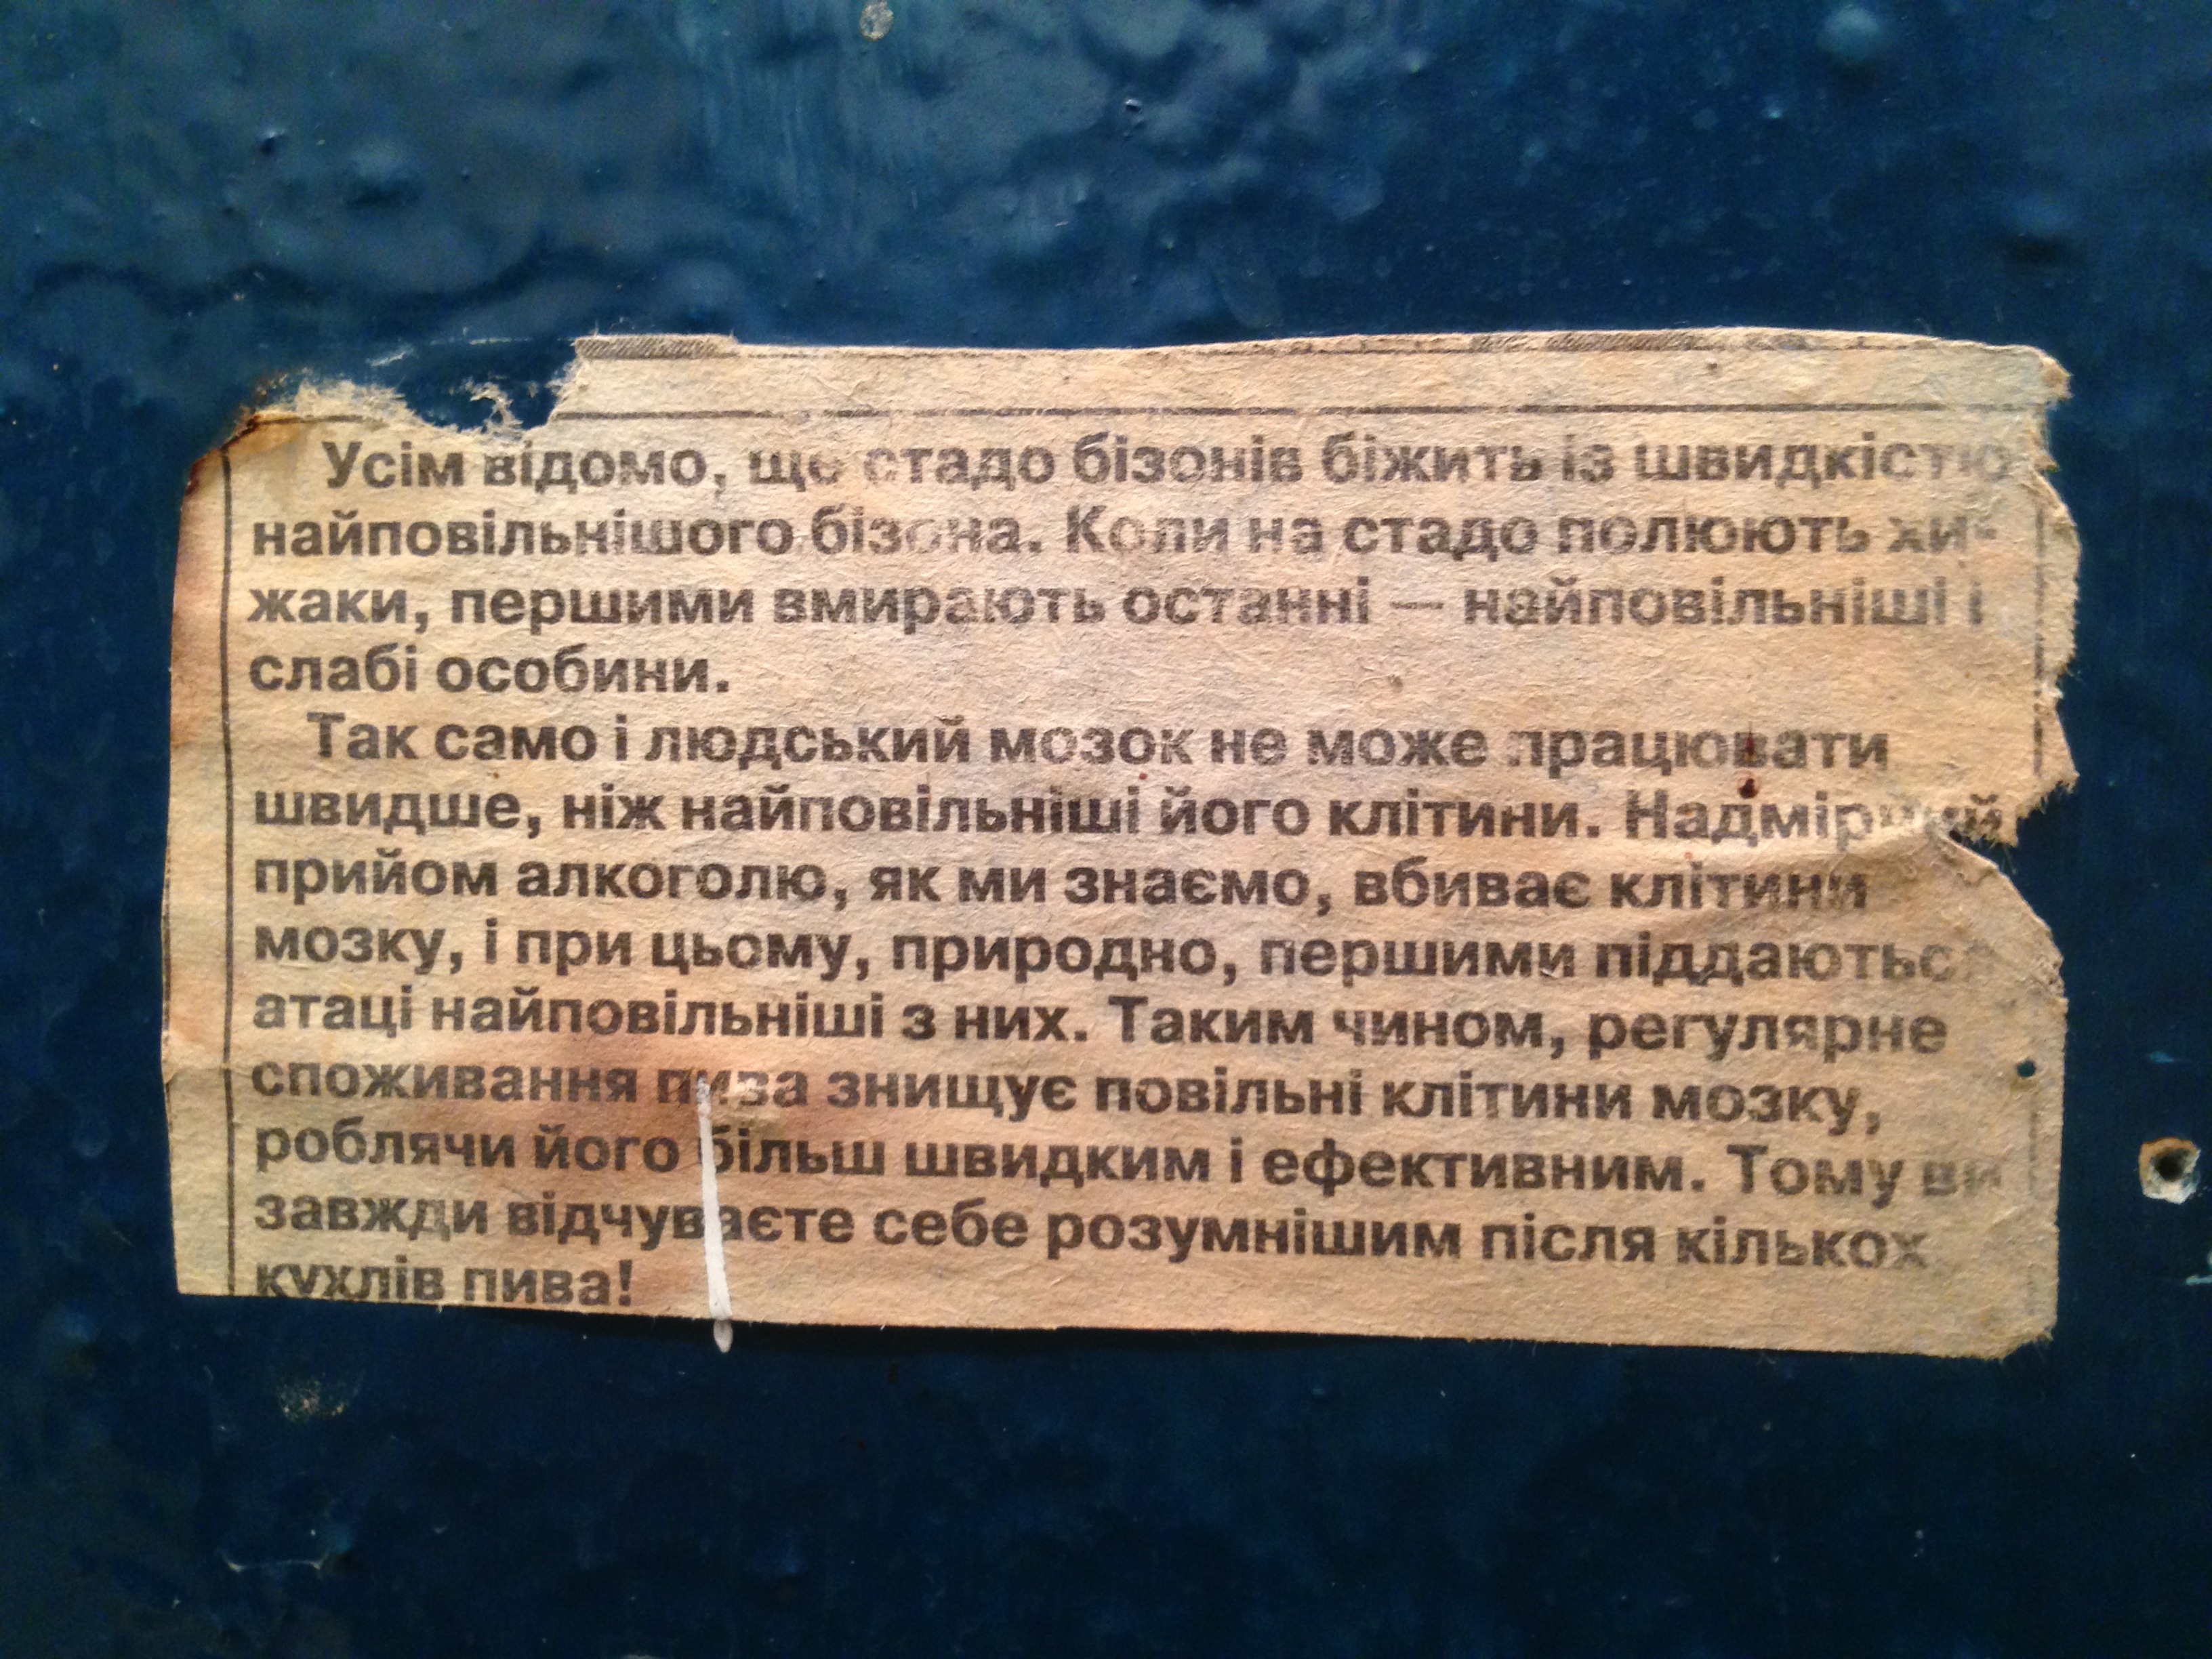 Усім відомо, що стадо бізонів біжить із швидкістю
найповільнішого бізона. Коли на стадо полюють хи-
жаки, першими вмирають останні — найповільніші і
слабі особини.
Так само і людський мозок не може працювати
швидше, ніж найповільніші його клітини. Надмірний
прийом алкоголю, як ми знаємо, вбиває клітини
мозку, і при цьому, природно, першими піддаються
атаці найповільніші з них. Таким чином, регулярне
споживання пива знищує повільні клітини мозку,
роблячи його більш швидким і ефективним. Тому ви
завжди відчуваєте себе розумнішим після кількох
кухлів пива!